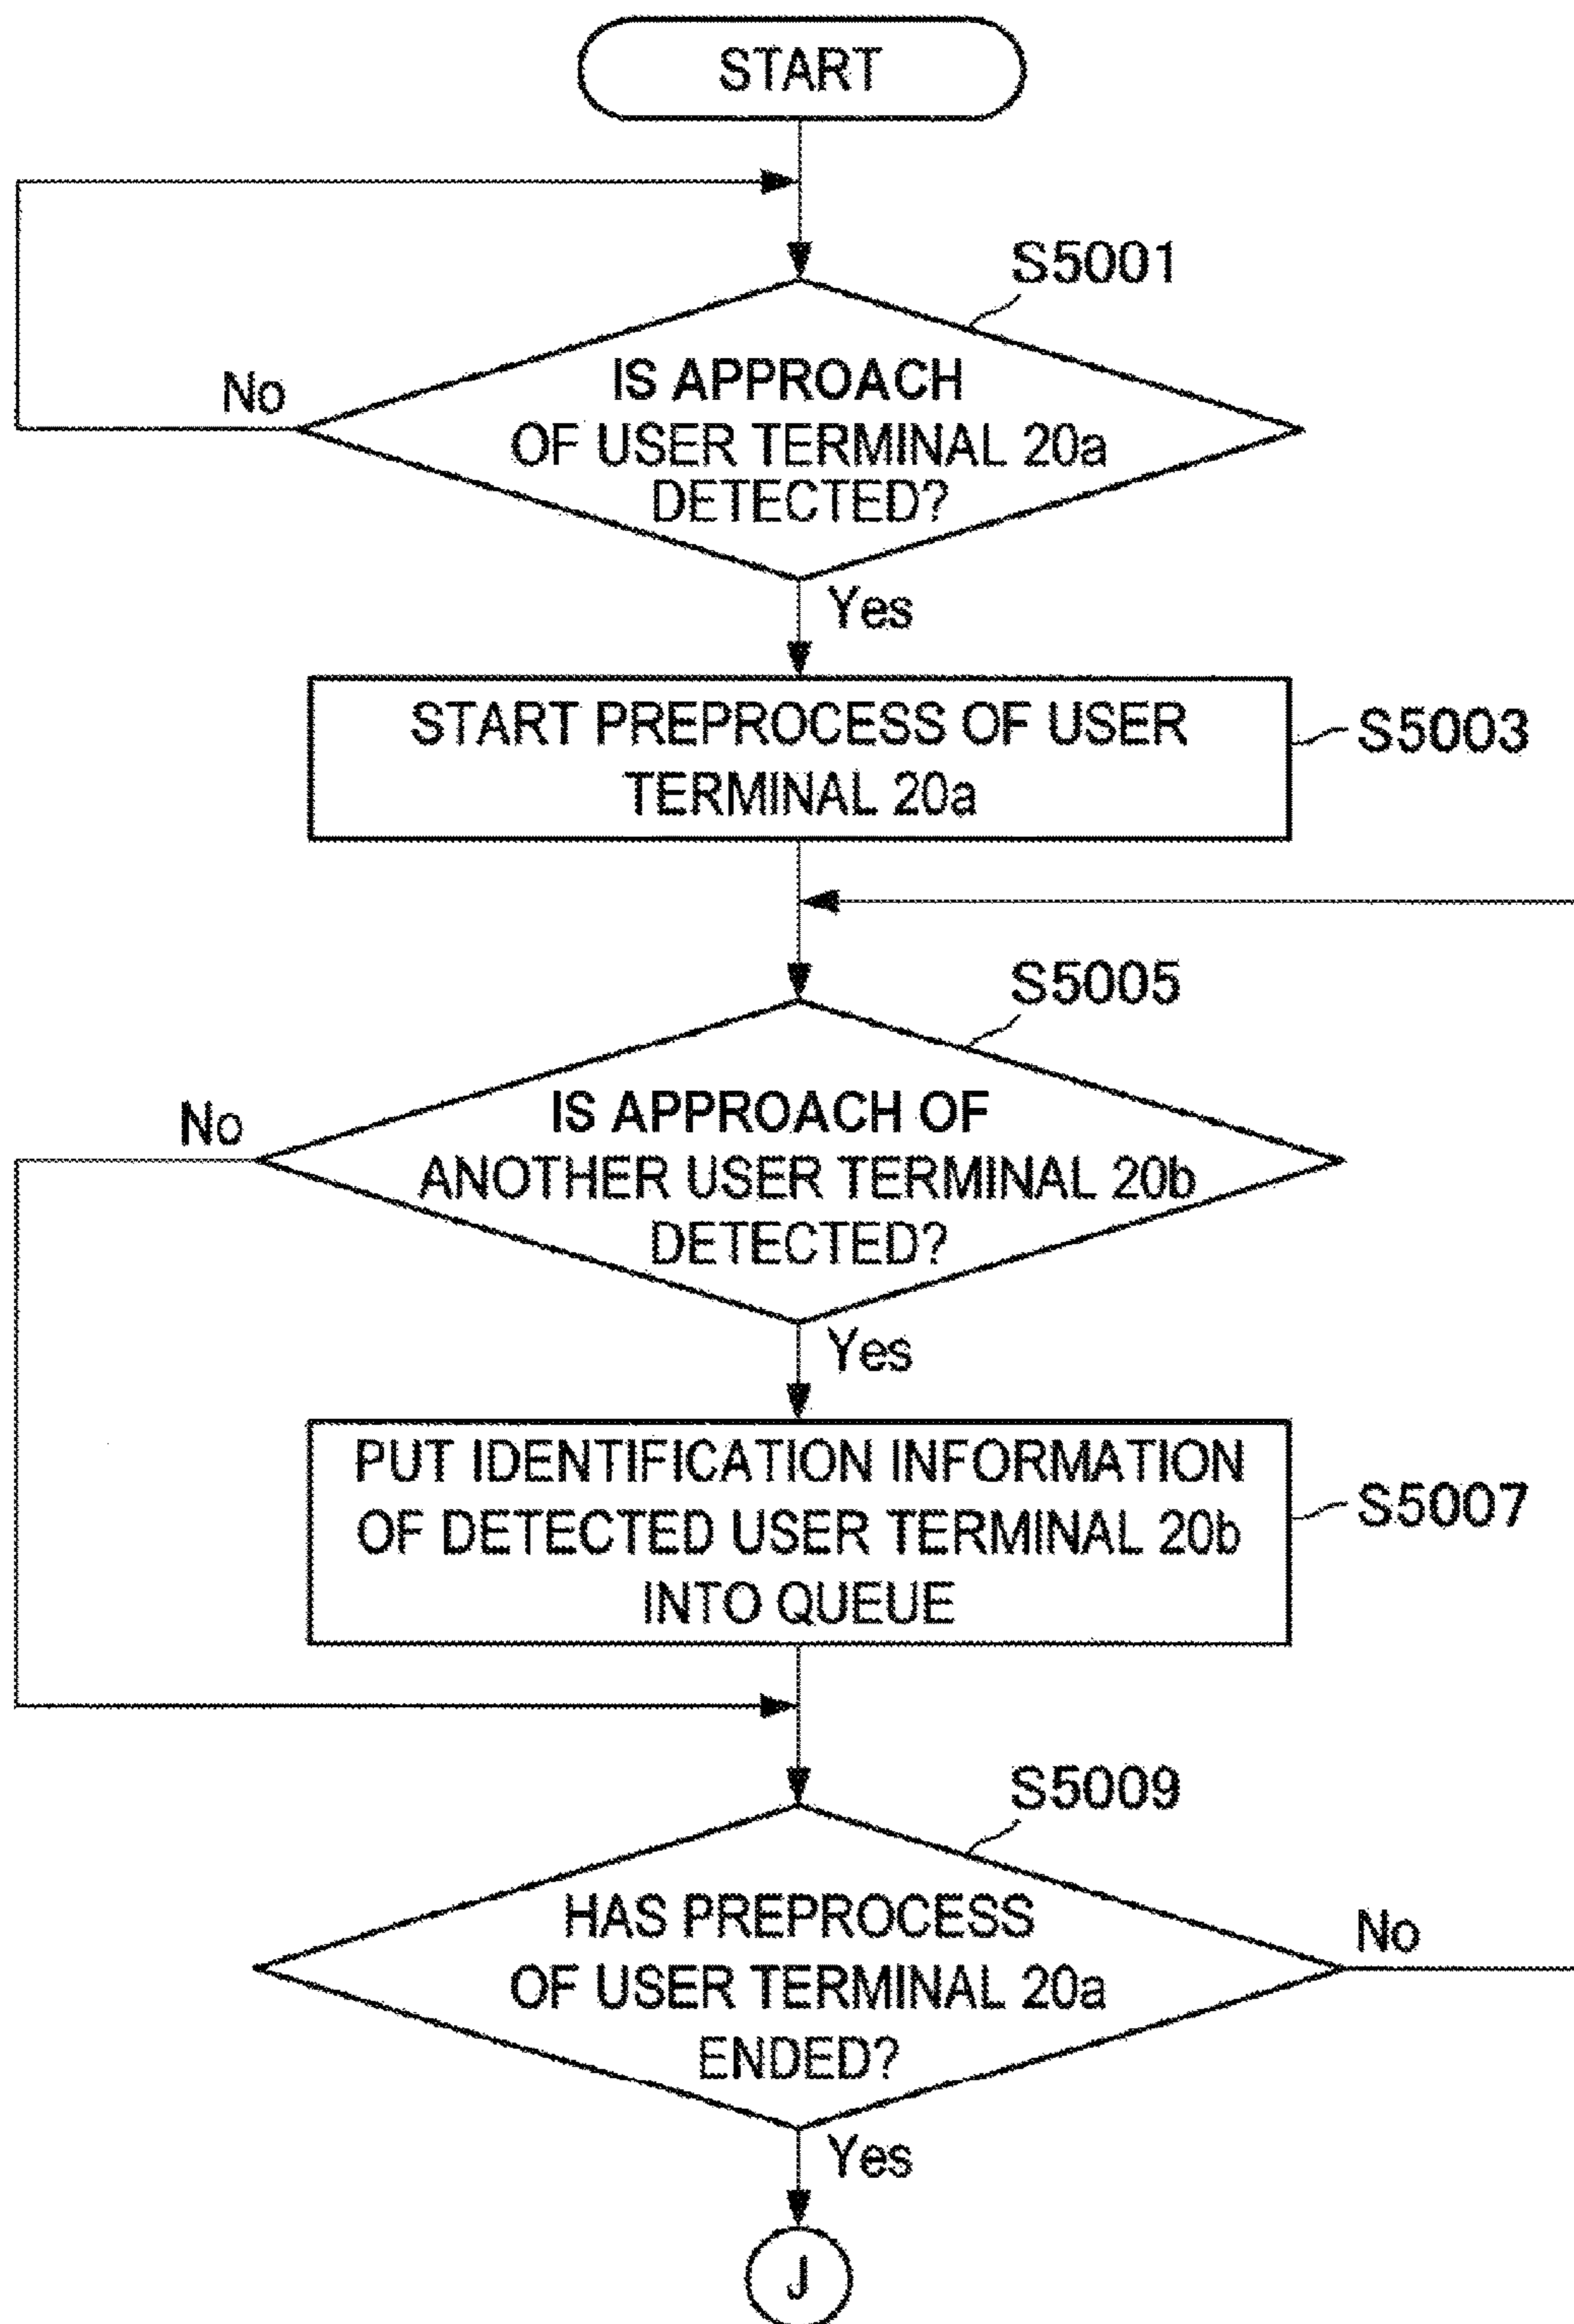 START
S5001
IS APPROACH
OF USER TERMINAL 20a
DETECTED?
No
Yes
START PREPROCESS OF USER
TERMINAL 20a
S5003
S5005
IS APPROACH OF
ANOTHER USER TERMINAL 20b
DETECTED?
No
Yes
PUT IDENTIFICATION INFORMATION
OF DETECTED USER TERMINAL 20b
INTO QUEUE
S5007
S5009
HAS PREPROCESS
OF USER TERMINAL 20a
ENDED?
No
Yes
J